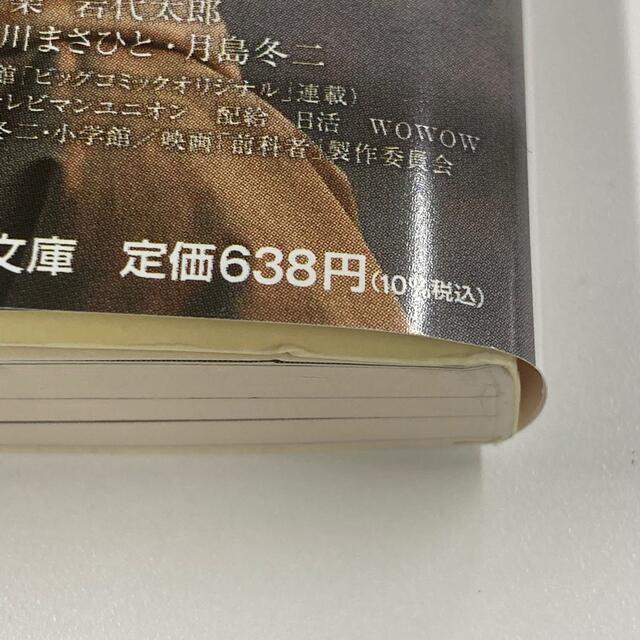 岩代太郎
川まさひと・月島冬二
館「ビッグコミックオリジナル」連載)
レビマンユニオン 配給 日活 WOWOW
冬二・小学館／映画「前科者」製作委員会
文庫 定価638円(10%税込)